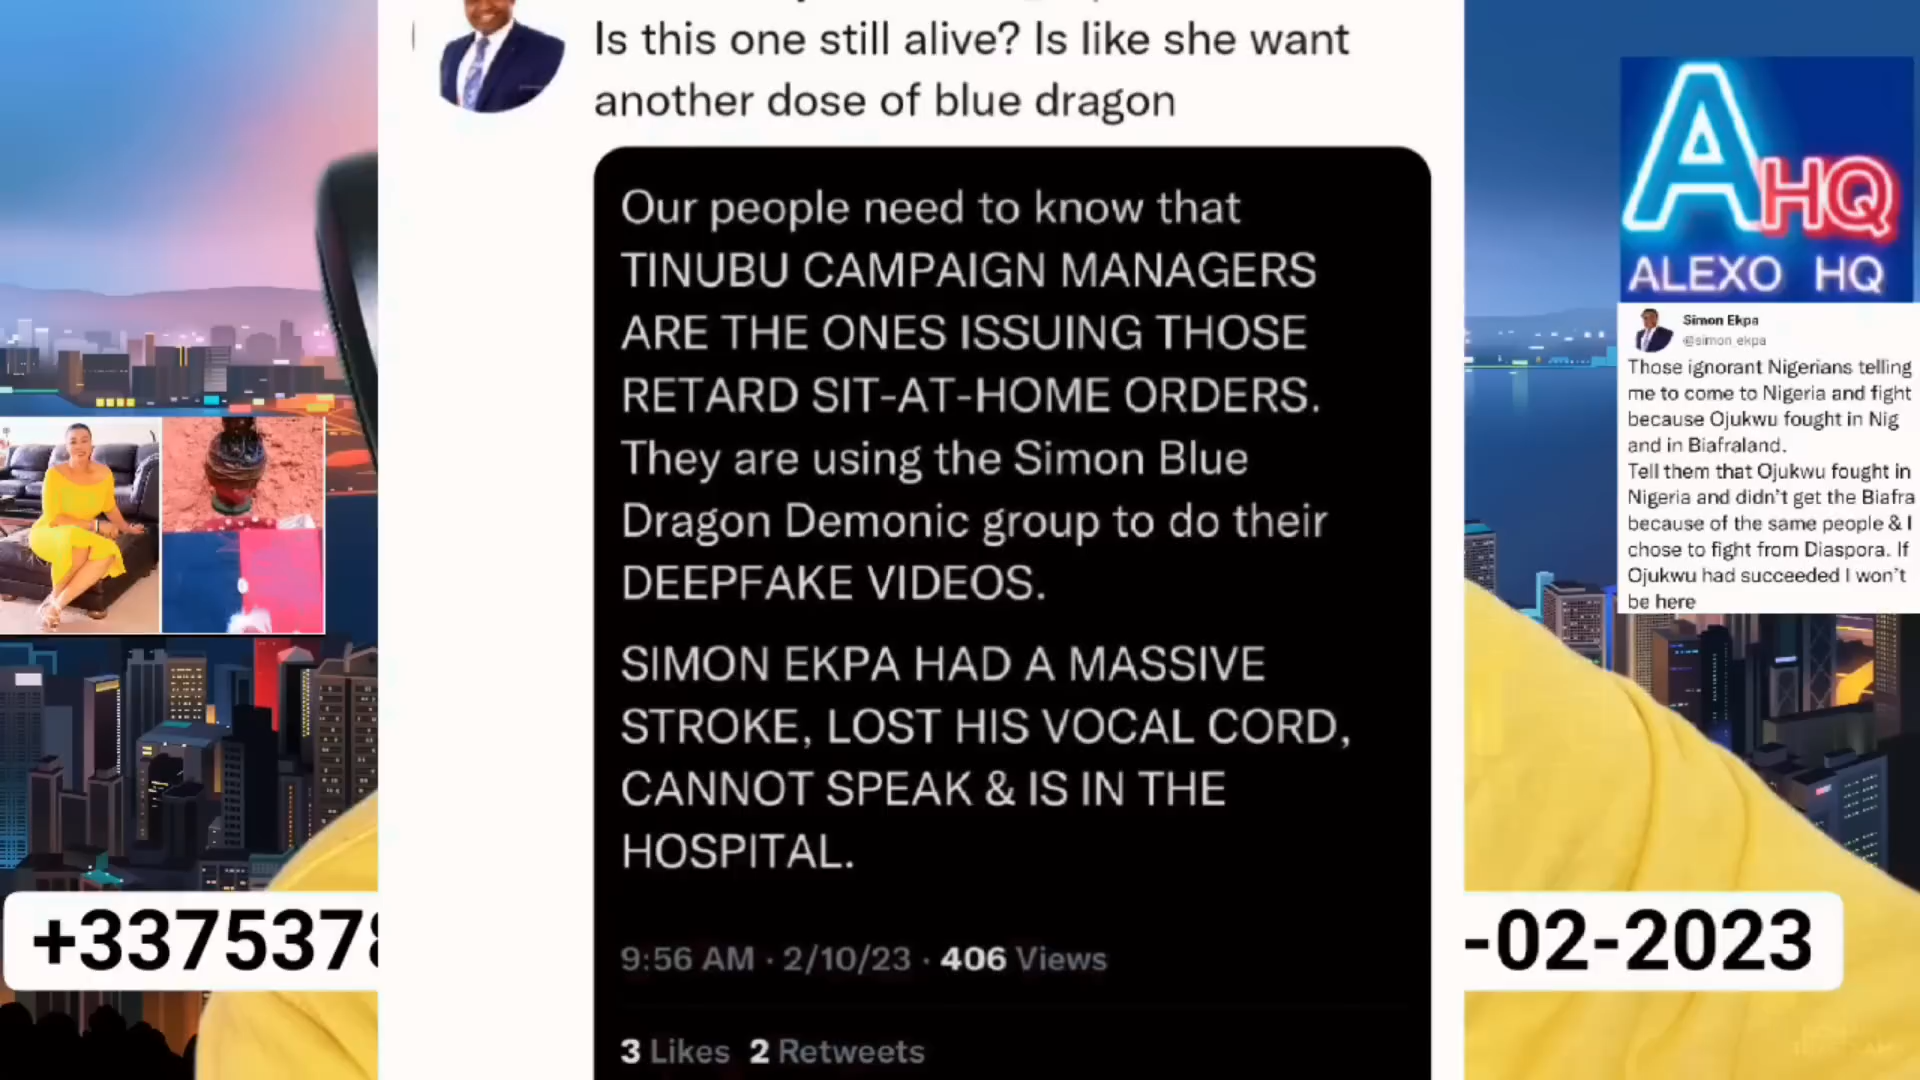 Is this one still alive? Is like she want
another dose of blue dragon
Our people need to know that
TINUBU CAMPAIGN MANAGERS
ARE THE ONES ISSUING THOSE
RETARD SIT-AT-HOME ORDERS.
They are using the Simon Blue
Dragon Demonic group to do their
DEEPFAKE VIDEOS.
SIMON EKPA HAD A MASSIVE
STROKE, LOST HIS VOCAL CORD,
CANNOT SPEAK & IS IN THE
HOSPITAL.
9:56 AM · 2/10/23 · 406 Views
3 Likes 2 Retweets
AHQ
ALEXO HQ
Simon Ekpa
@simon_ekpa
Those ignorant Nigerians telling
me to come to Nigeria and fight
because Ojukwu fought in Nig
and in Biafraland.
Tell them that Ojukwu fought in
Nigeria and didn't get the Biafra
because of the same people & I
chose to fight from Diaspora. If
Ojukwu had succeeded I won't
be here
+337537
-02-2023